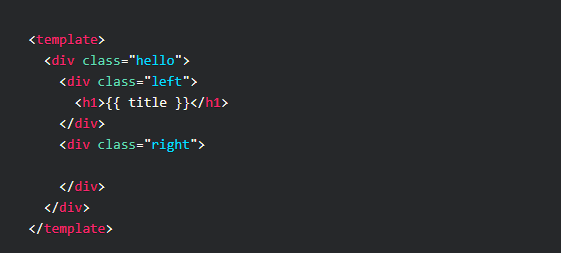 <template>
  <div class="hello">
    <div class="left">
      <h1>{{ title }}</h1>
    </div>
    <div class="right">

    </div>
  </div>
</template>